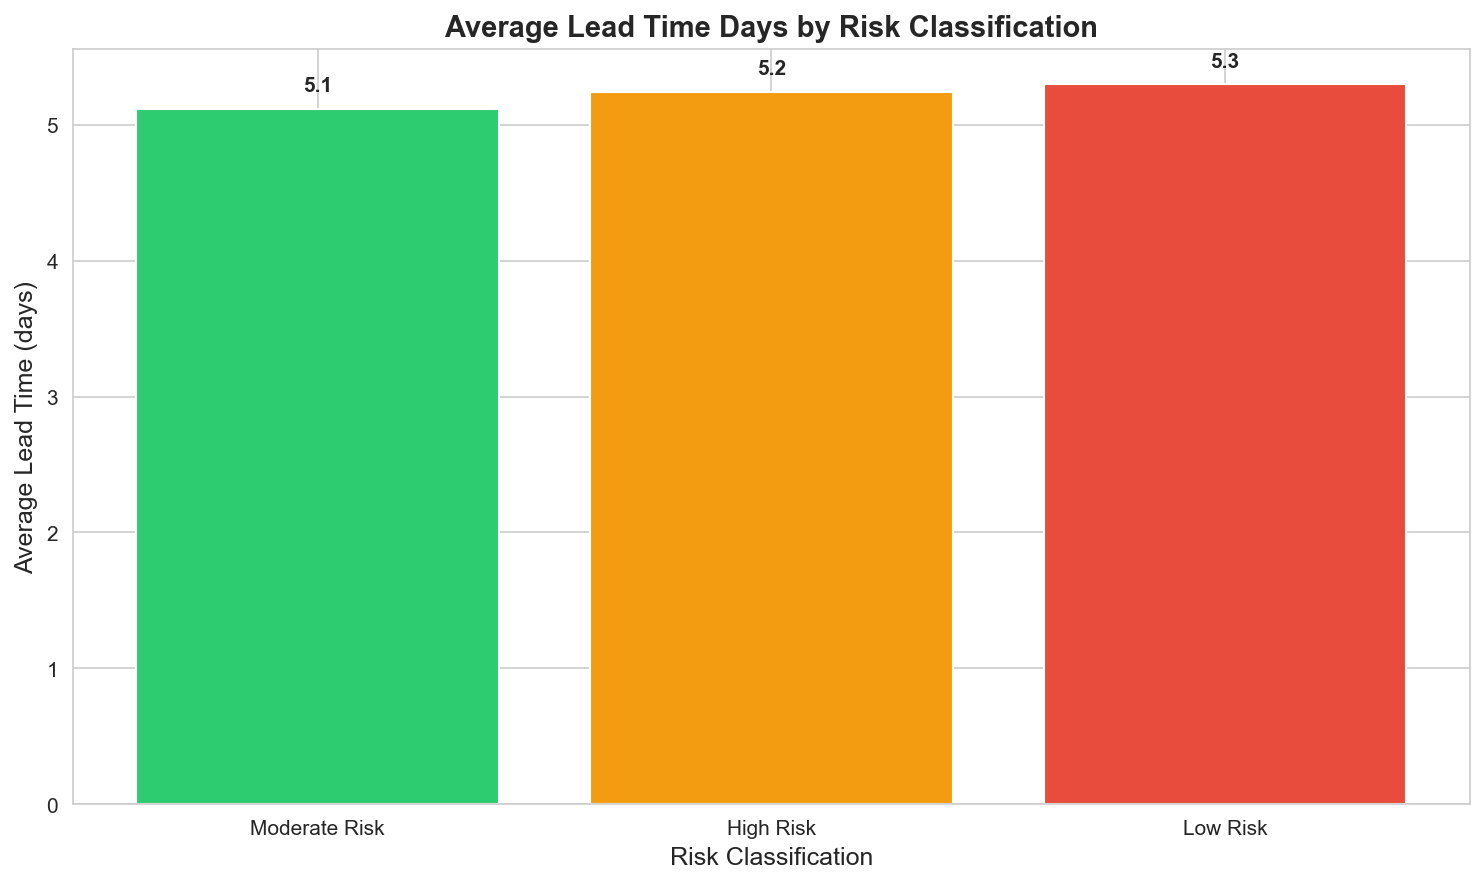 Average Lead Time Days by Risk Classification
5.1
5.2
5.3
Average Lead Time (days)
5
4
3
2
1
0
Moderate Risk
High Risk
Low Risk
Risk Classification